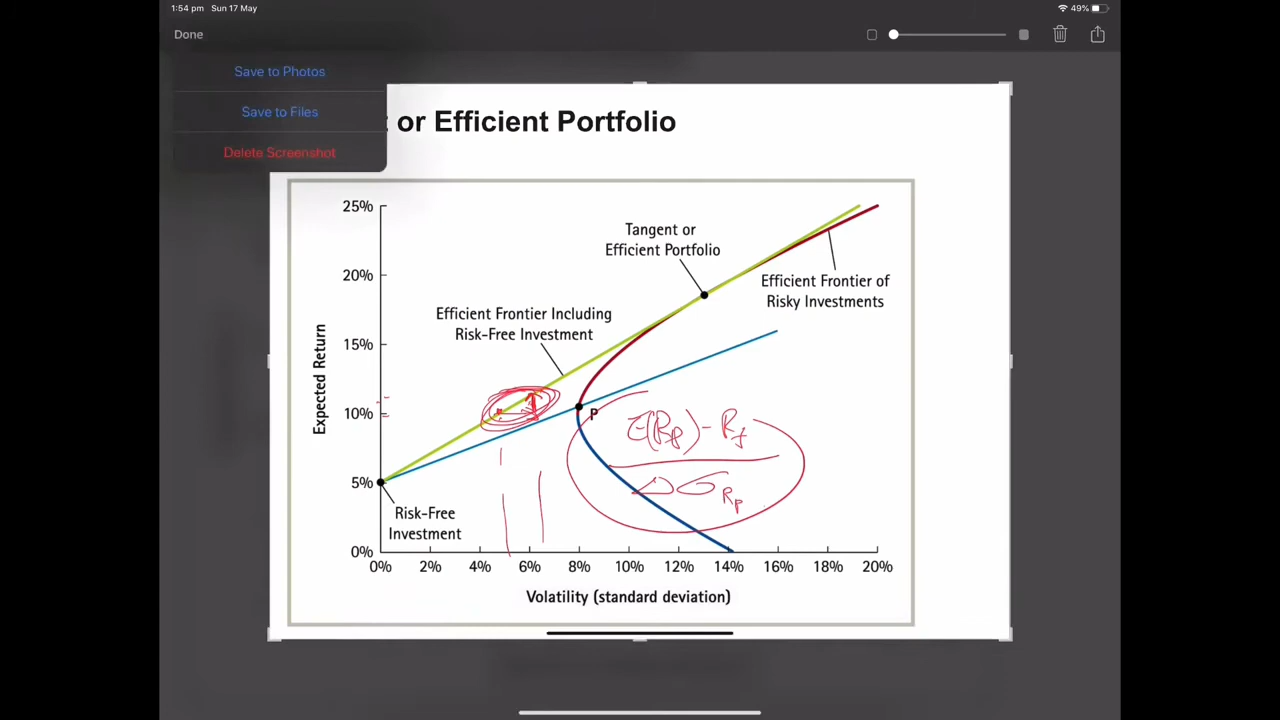 1:54 pm Sun 17 May
49%
Done
Save to Photos
Save to Files
Delete Screenshot
or Efficient Portfolio
25%
20%
15%
10%
5%
0%
Expected Return
Tangent or
Efficient Portfolio
Efficient Frontier of
Risky Investments
Efficient Frontier Including
Risk-Free Investment
P
E(Rp) - Rf
σRp
Risk-Free
Investment
0% 2% 4% 6% 8% 10% 12% 14% 16% 18% 20%
Volatility (standard deviation)